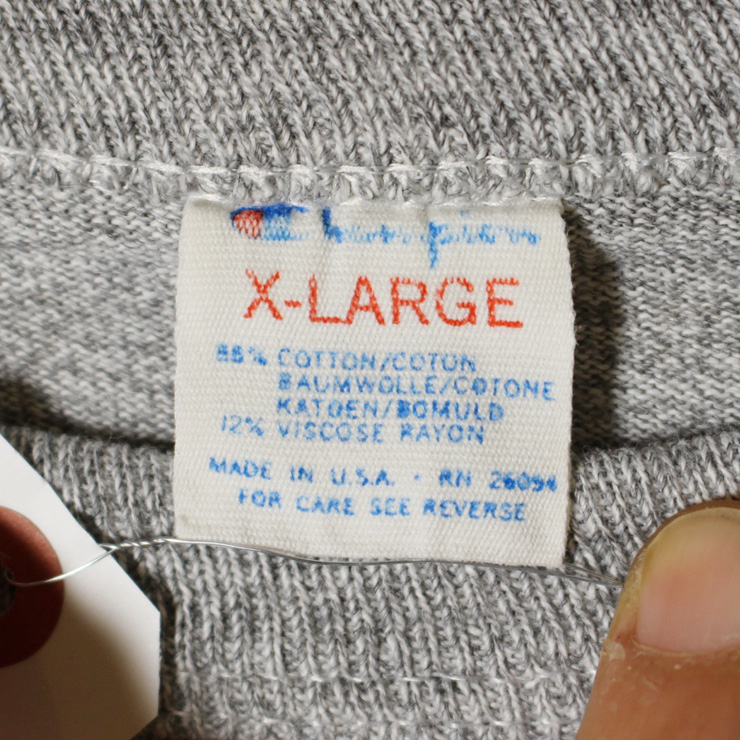 Champion
X-LARGE
88% COTTON/COTON
BAUMWOLLE/COTONE
KATOEN/BOMULD
12% VISCOSE RAYON
MADE IN U.S.A. · RN 26094
FOR CARE SEE REVERSE